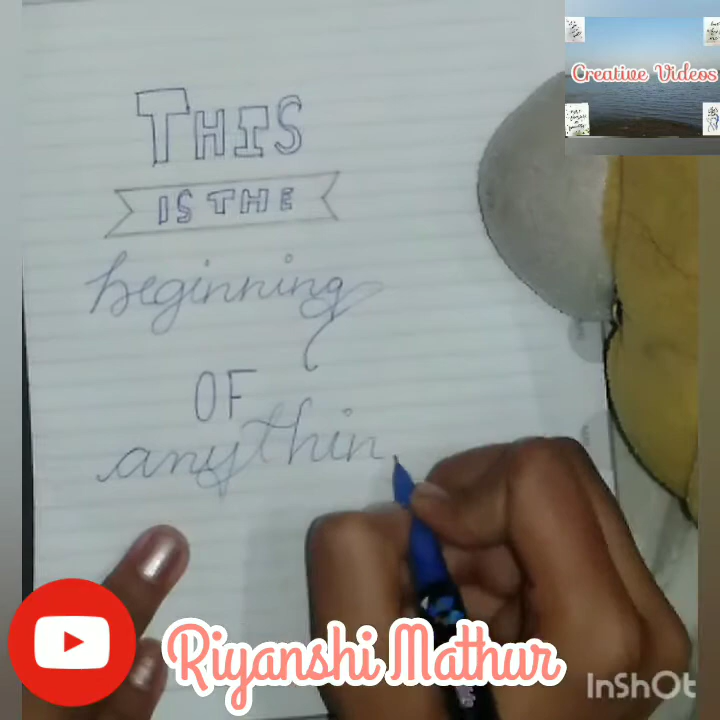 Creative Videos
THIS
IS THE
beginning
OF
anythin
Riyanshi Mathur
InShOt